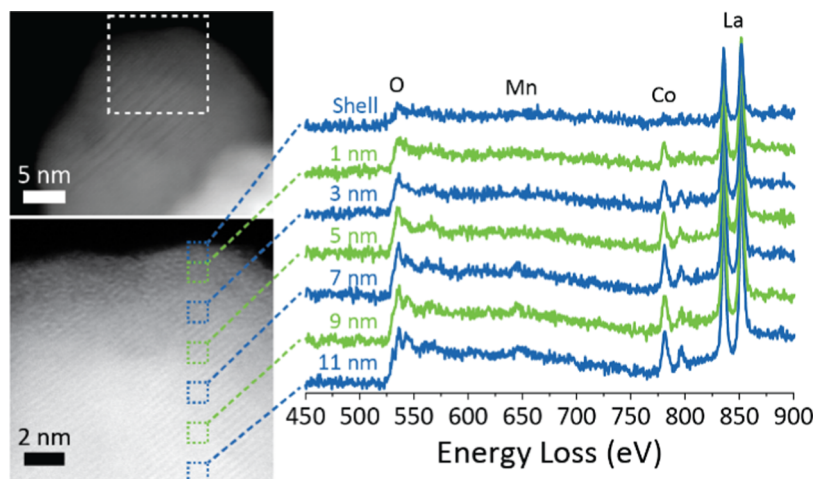 5 nm
2 nm
La
O
Mn
Co
Shell
1 nm
3 nm
5 nm
7 nm
9 nm
11 nm
450 500 550 600 650 700 750 800 850 900
Energy Loss (eV)